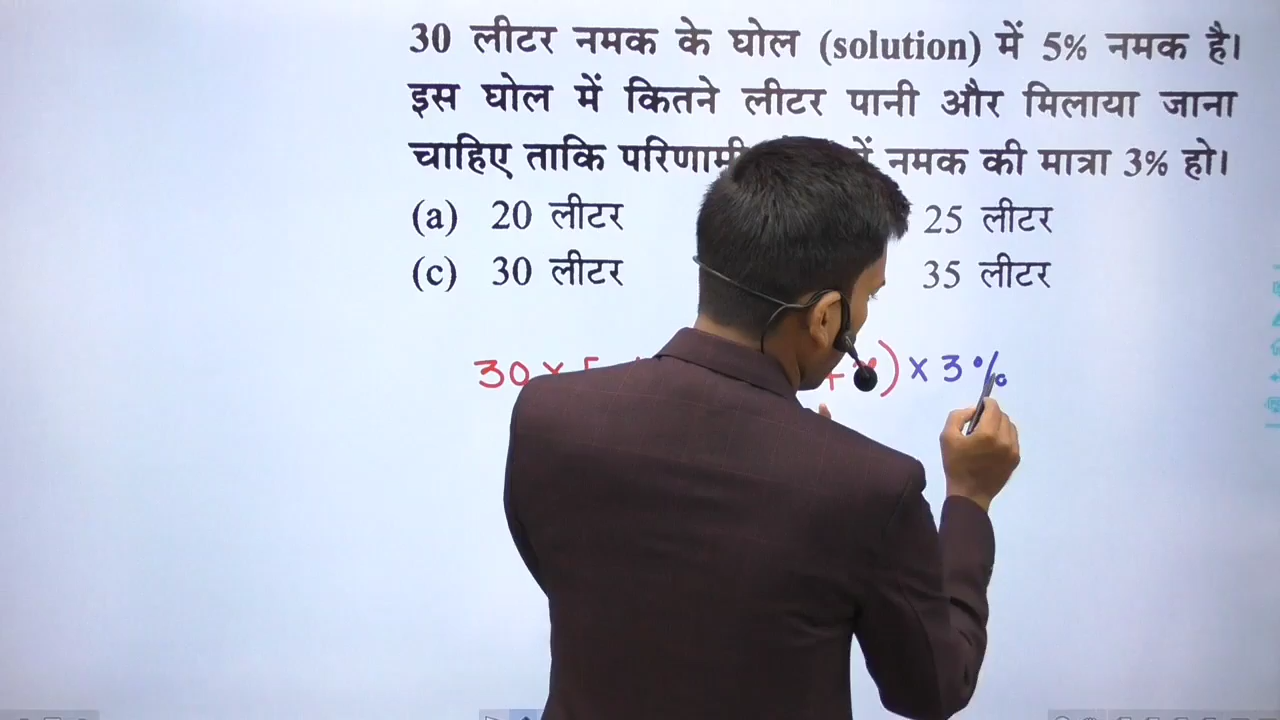 30 लीटर नमक के घोल (solution) में 5% नमक है।
इस घोल में कितने लीटर पानी और मिलाया जाना
चाहिए ताकि में नमक की मात्रा 3% हो।
(a) 20 लीटर 25 लीटर
(c) 30 लीटर 35 लीटर
30 × ) × 3%